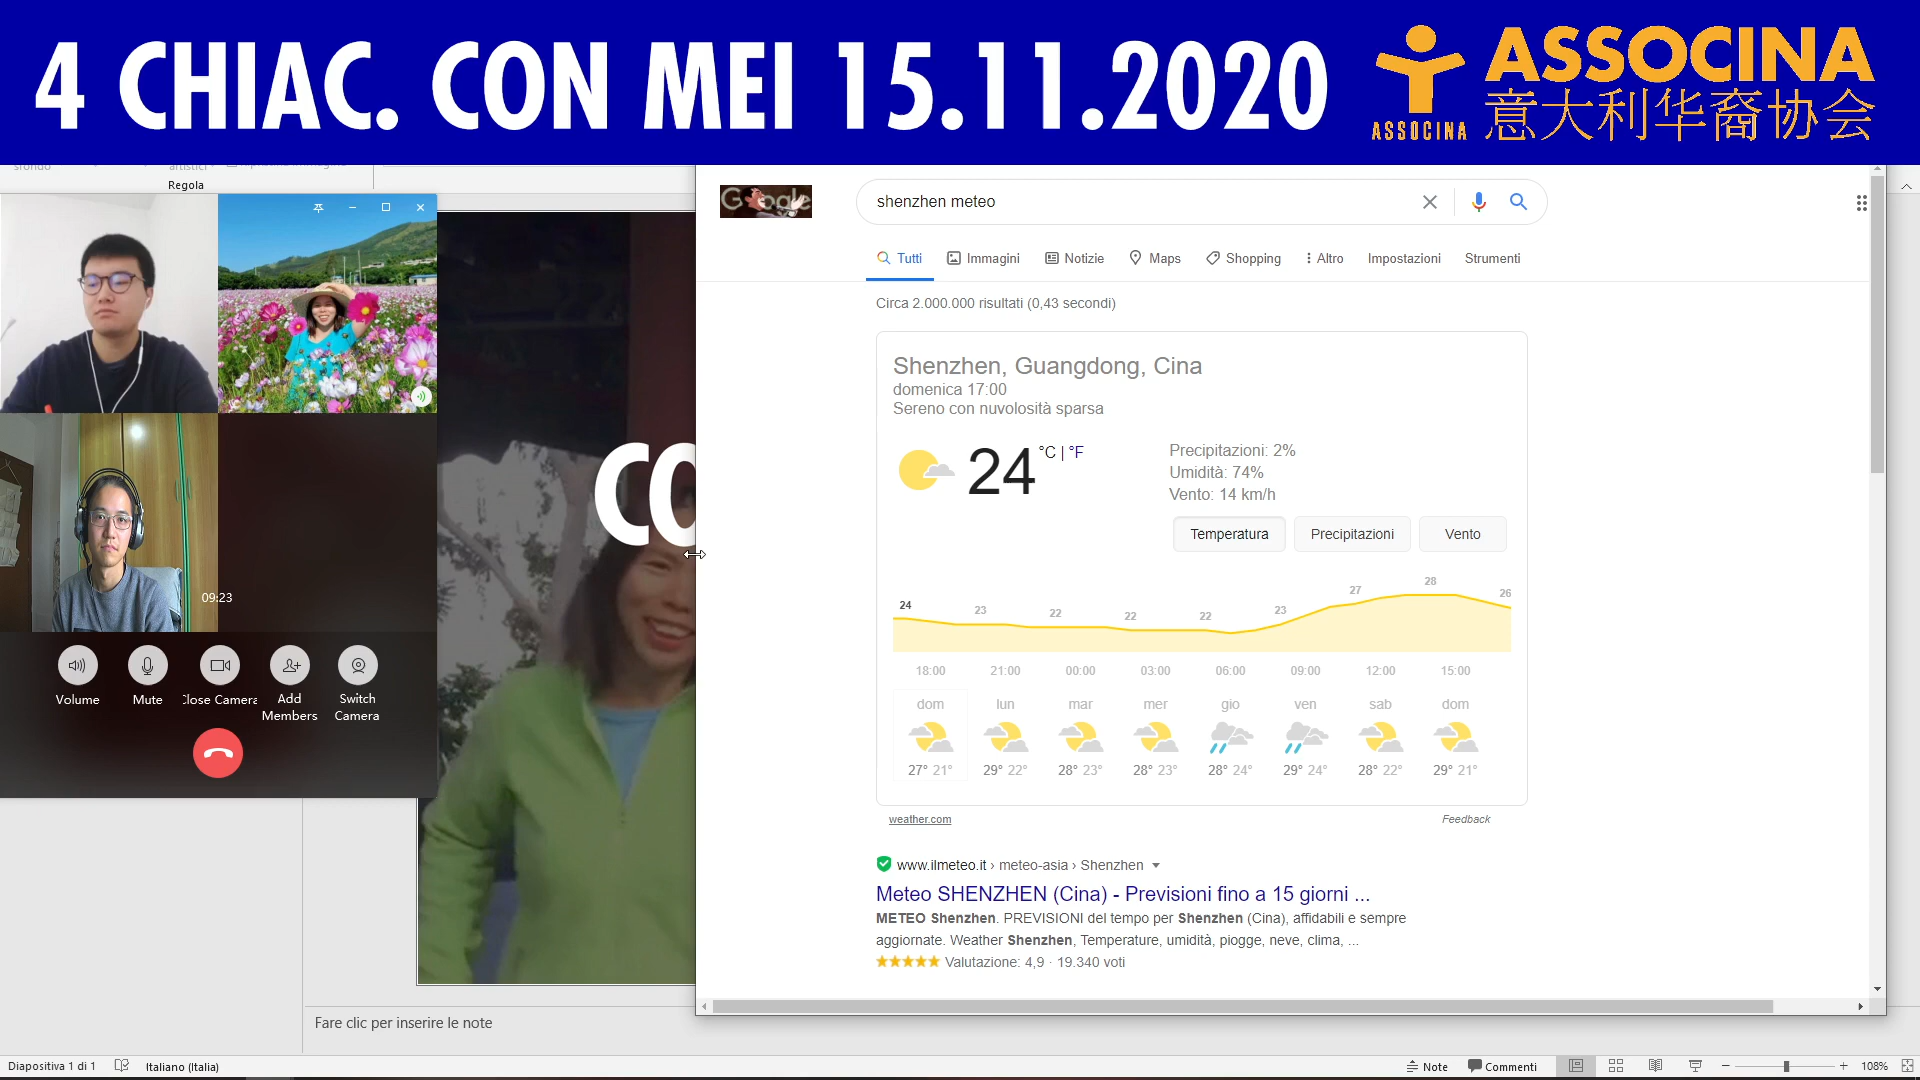 4 CHIAC. CON MEI 15.11.2020
ASSOCINA
ASSOCINA
意大利华裔协会
sfondo
artistici
Regola
Google
shenzhen meteo
Tutti
Immagini
Notizie
Maps
Shopping
Altro
Impostazioni
Strumenti
Circa 2.000.000 risultati (0,43 secondi)
Shenzhen, Guangdong, Cina
domenica 17:00
Sereno con nuvolosità sparsa
24 °C | °F
Precipitazioni: 2%
Umidità: 74%
Vento: 14 km/h
Temperatura
Precipitazioni
Vento
24 23 22 22 22 23 27 28 26
18:00 21:00 00:00 03:00 06:00 09:00 12:00 15:00
dom lun mar mer gio ven sab dom
27° 21° 29° 22° 28° 23° 28° 23° 28° 24° 29° 24° 28° 22° 29° 21°
weather.com
Feedback
www.ilmeteo.it › meteo-asia › Shenzhen
Meteo SHENZHEN (Cina) - Previsioni fino a 15 giorni ...
METEO Shenzhen. PREVISIONI del tempo per Shenzhen (Cina), affidabili e sempre
aggiornate. Weather Shenzhen, Temperature, umidità, piogge, neve, clima, ...
Valutazione: 4,9 · 19.340 voti
CO
09:23
Volume
Mute
Close Camera
Add
Members
Switch
Camera
Fare clic per inserire le note
Diapositiva 1 di 1
Italiano (Italia)
Note
Commenti
108%